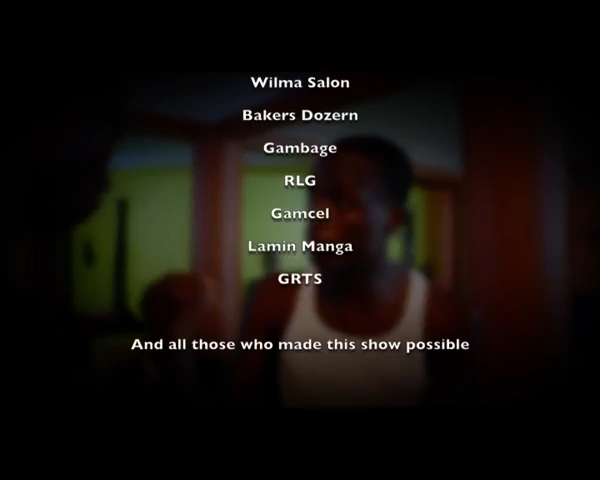 Wilma Salon
Bakers Dozern
Gambage
RLG
Gamcel
Lamin Manga
GRTS
And all those who made this show possible